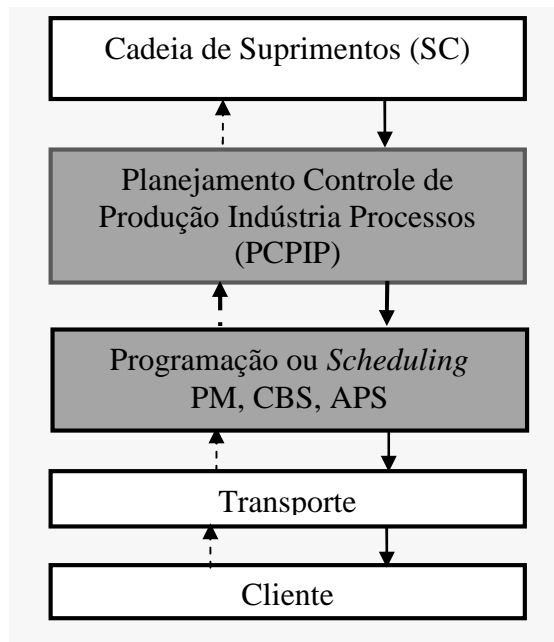 Cadeia de Suprimentos (SC)
Planejamento Controle de
Produção Indústria Processos
(PCPIP)
Programação ou Scheduling
PM, CBS, APS
Transporte
Cliente